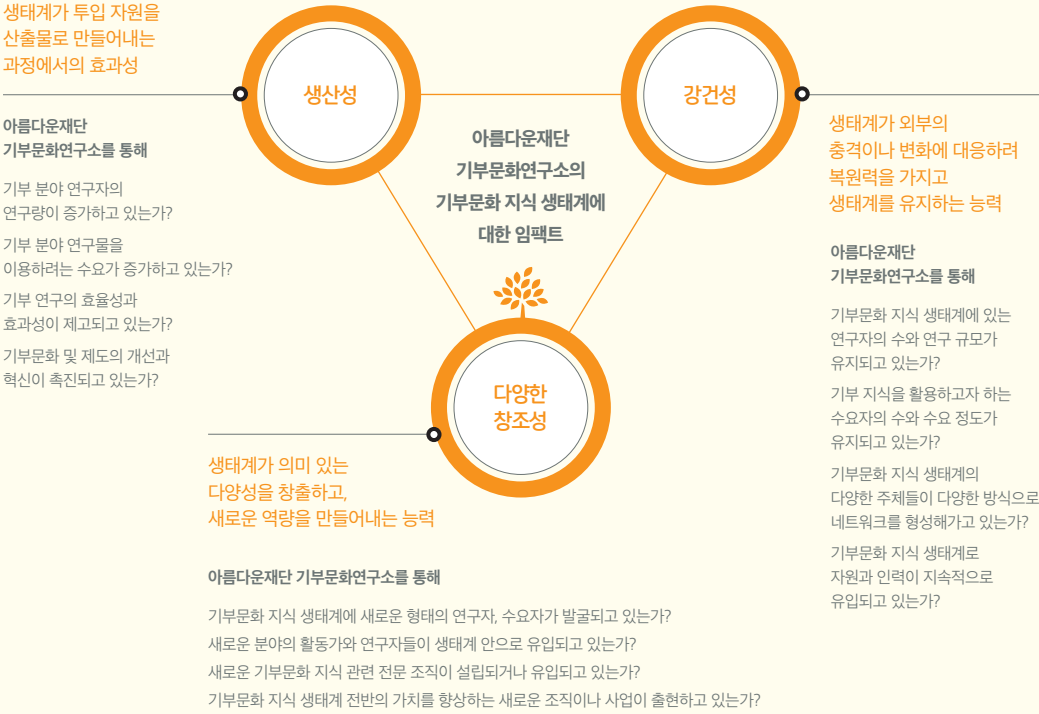 생태계가 투입 자원을
산출물로 만들어내는
과정에서의 효과성
생산성
아름다운재단
기부문화연구소를 통해
기부 분야 연구자의
연구량이 증가하고 있는가?
기부 분야 연구물을
이용하려는 수요가 증가하고 있는가?
기부 연구의 효율성과
효과성이 제고되고 있는가?
기부문화 및 제도의 개선과
혁신이 촉진되고 있는가?
아름다운재단
기부문화연구소의
기부문화 지식 생태계에
대한 임팩트
강건성
생태계가 외부의
충격이나 변화에 대응하려
복원력을 가지고
생태계를 유지하는 능력
아름다운재단
기부문화연구소를 통해
기부문화 지식 생태계에 있는
연구자의 수와 연구 규모가
유지되고 있는가?
기부 지식을 활용하고자 하는
수요자의 수와 수요 정도가
유지되고 있는가?
기부문화 지식 생태계의
다양한 주체들이 다양한 방식으로
네트워크를 형성해가고 있는가?
기부문화 지식 생태계로
자원과 인력이 지속적으로
유입되고 있는가?
다양한
창조성
생태계가 의미 있는
다양성을 창출하고,
새로운 역량을 만들어내는 능력
아름다운재단 기부문화연구소를 통해
기부문화 지식 생태계에 새로운 형태의 연구자, 수요자가 발굴되고 있는가?
새로운 분야의 활동가와 연구자들이 생태계 안으로 유입되고 있는가?
새로운 기부문화 지식 관련 전문 조직이 설립되거나 유입되고 있는가?
기부문화 지식 생태계 전반의 가치를 향상하는 새로운 조직이나 사업이 출현하고 있는가?